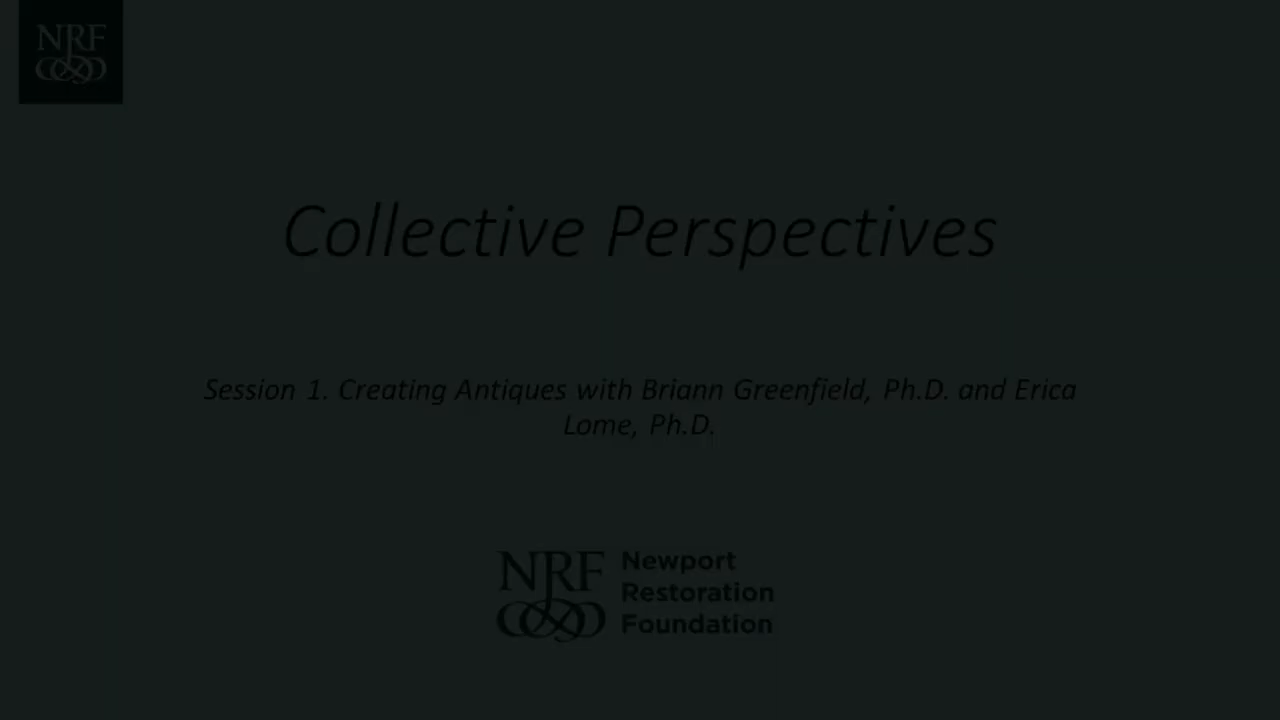 NRF
Collective Perspectives
Session 1. Creating Antiques with Briann Greenfield, Ph.D. and Erica
Lome, Ph.D.
NRF
Newport
Restoration
Foundation